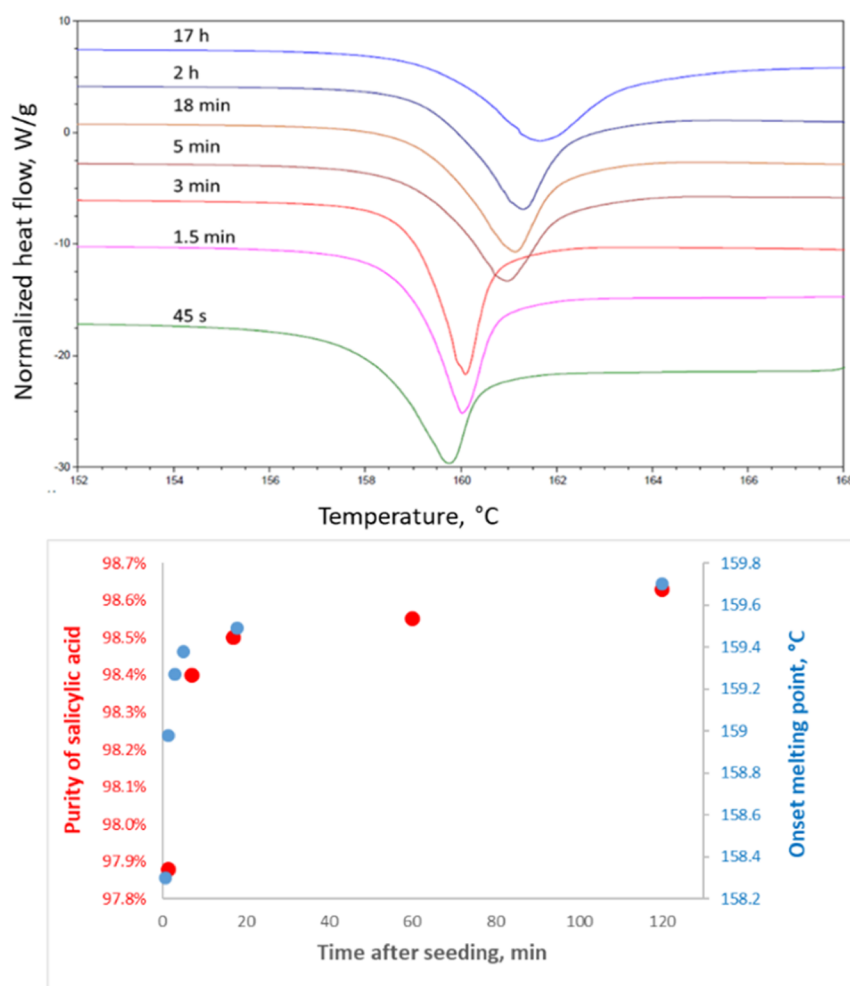 10
17 h
2 h
18 min
0
5 min
3 min
-10
1.5 min
45 s
-20
-30
Normalized heat flow, W/g
152 154 156 158 160 162 164 166 168
Temperature, °C
98.7% 159.8
98.6% 159.6
98.5% 159.4
98.4% 159.2
98.3% 159
98.2% 158.8
98.1% 158.6
98.0% 158.4
97.9% 158.2
97.8%
Purity of salicylic acid
Onset melting point, °C
0 20 40 60 80 100 120
Time after seeding, min